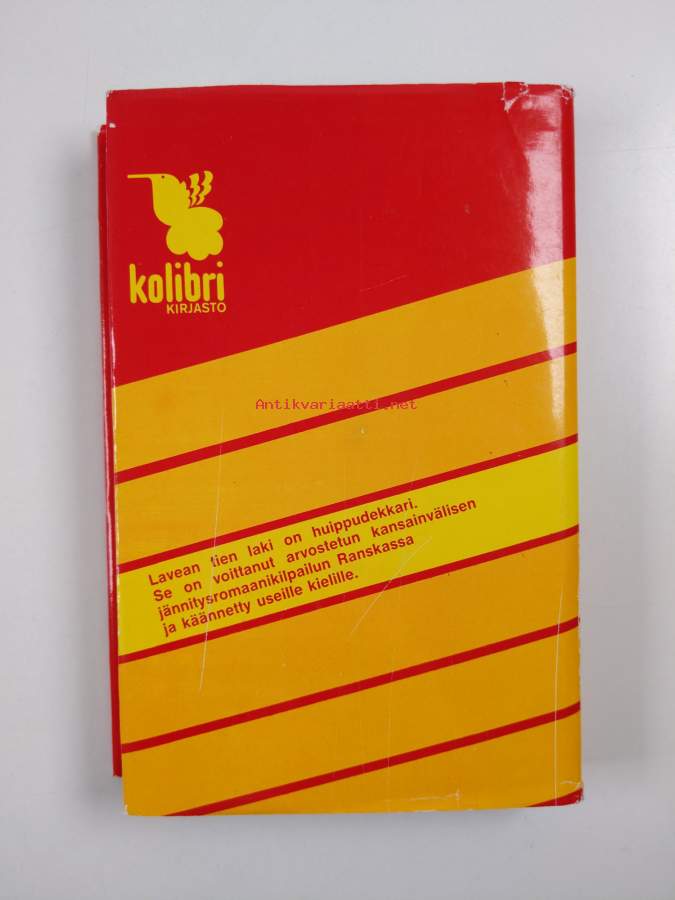 kolibri
KIRJASTO
Antikvariaatti.net
Lavean tien laki on huippudekkari.
Se on voittanut arvostetun kansainvälisen
jännitysromaanikilpailun Ranskassa
ja käännetty useille kielille.